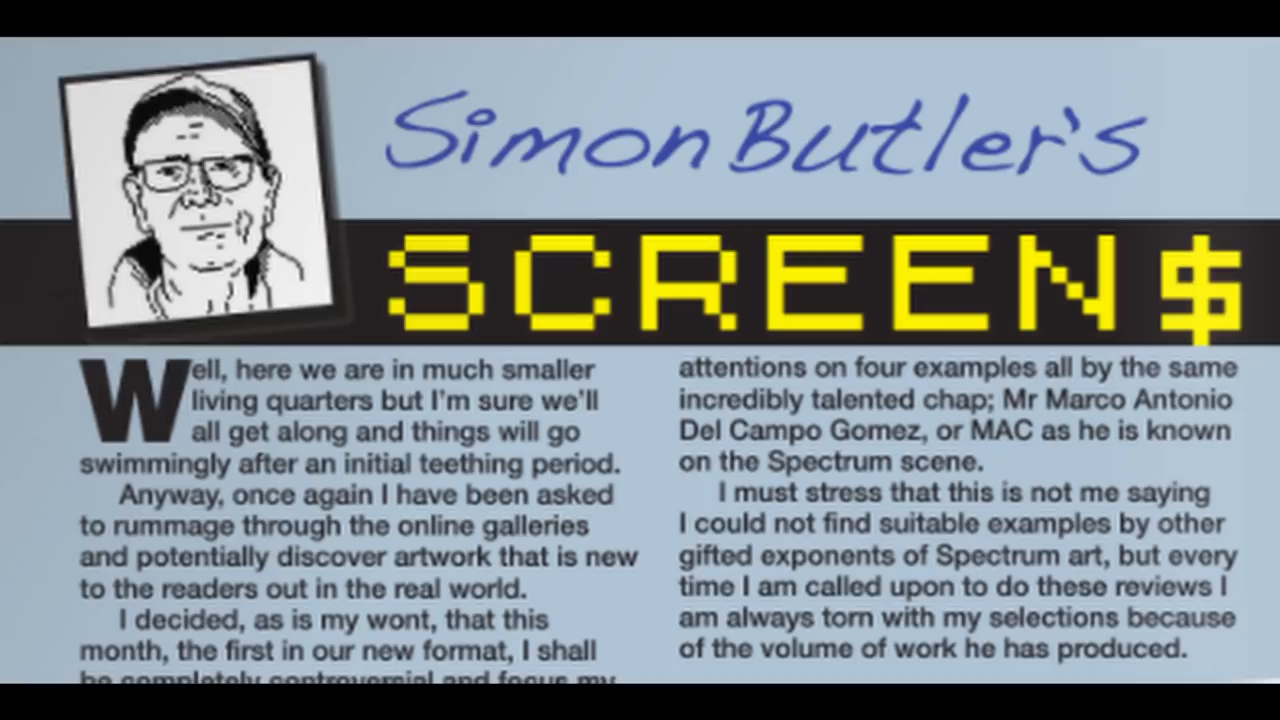 Simon Butler's
SCREEN$
Well, here we are in much smaller
living quarters but I'm sure we'll
all get along and things will go
swimmingly after an initial teething period.
Anyway, once again I have been asked
to rummage through the online galleries
and potentially discover artwork that is new
to the readers out in the real world.
I decided, as is my wont, that this
month, the first in our new format, I shall
be completely controversial and focus my
attentions on four examples all by the same
incredibly talented chap; Mr Marco Antonio
Del Campo Gomez, or MAC as he is known
on the Spectrum scene.
I must stress that this is not me saying
I could not find suitable examples by other
gifted exponents of Spectrum art, but every
time I am called upon to do these reviews I
am always torn with my selections because
of the volume of work he has produced.